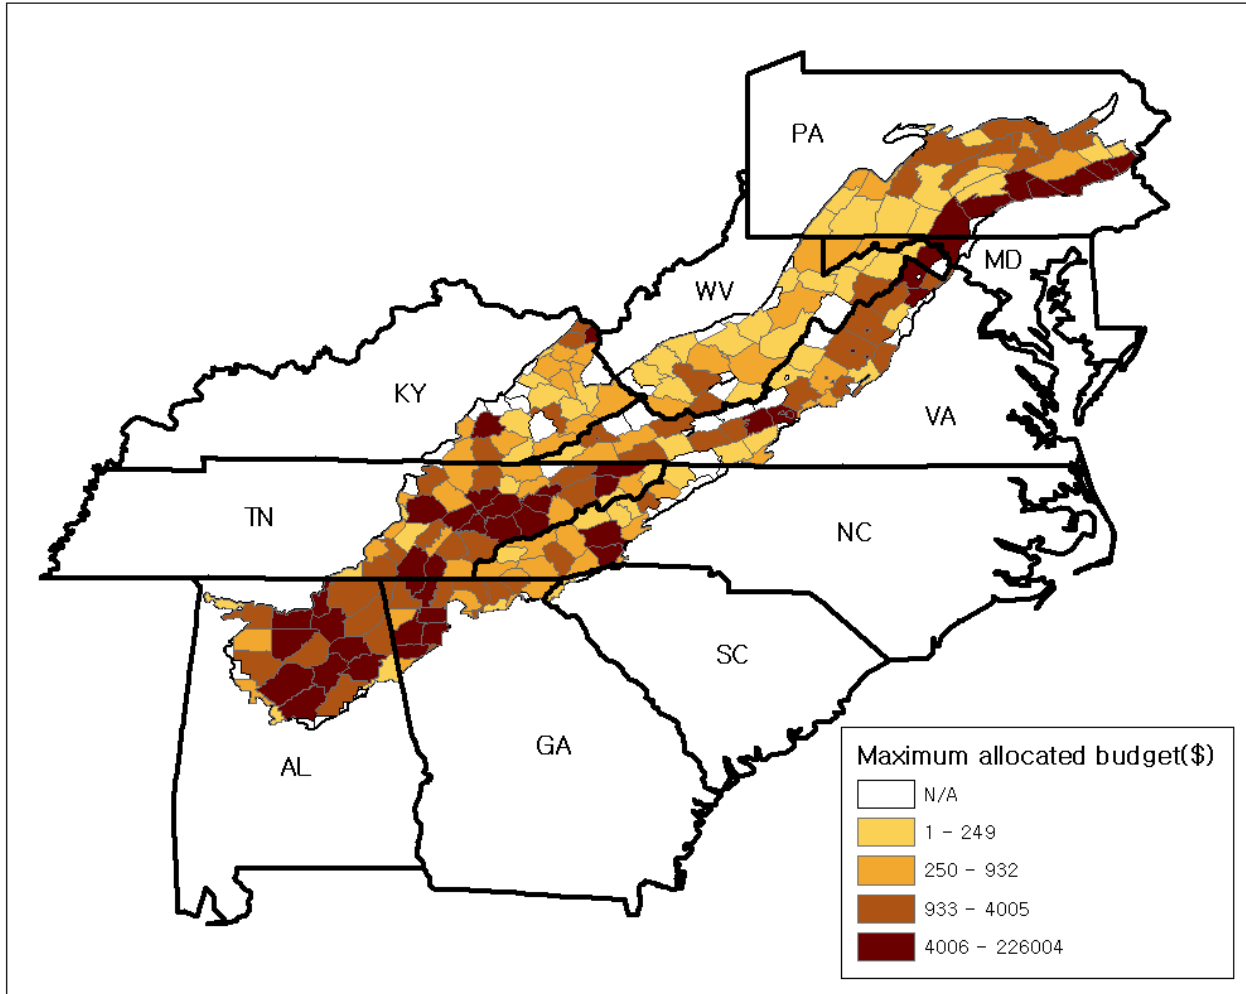 PA
MD
WV
KY
VA
TN
NC
SC
GA
AL
Maximum allocated budget($)
N/A
1 - 249
250 - 932
933 - 4005
4006 - 226004